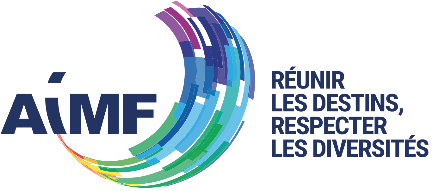 AiMF
RÉUNIR
LES DESTINS,
RESPECTER
LES DIVERSITÉS